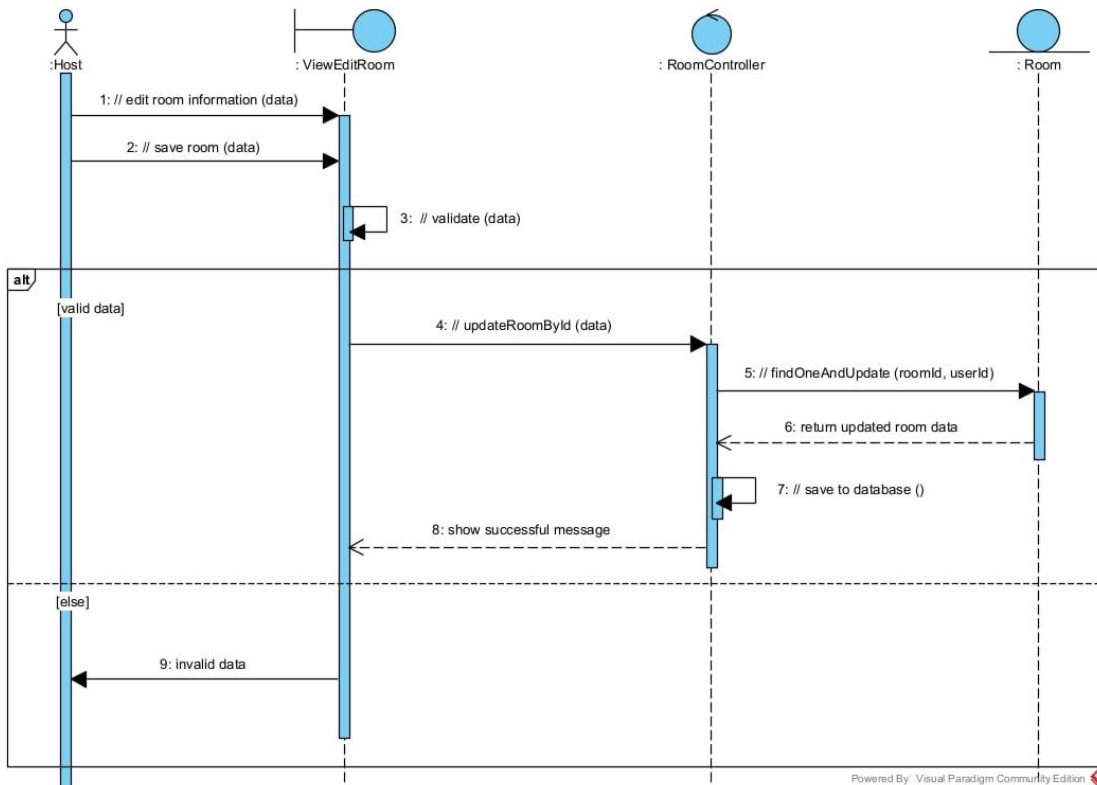 :Host
: ViewEditRoom
: RoomController
: Room
1: // edit room information (data)
2: // save room (data)
3:  // validate (data)
alt
[valid data]
4: // updateRoomById (data)
5: // findOneAndUpdate (roomId, userId)
6: return updated room data
7: // save to database ()
8: show successful message
[else]
9: invalid data
Powered By Visual Paradigm Community Edition